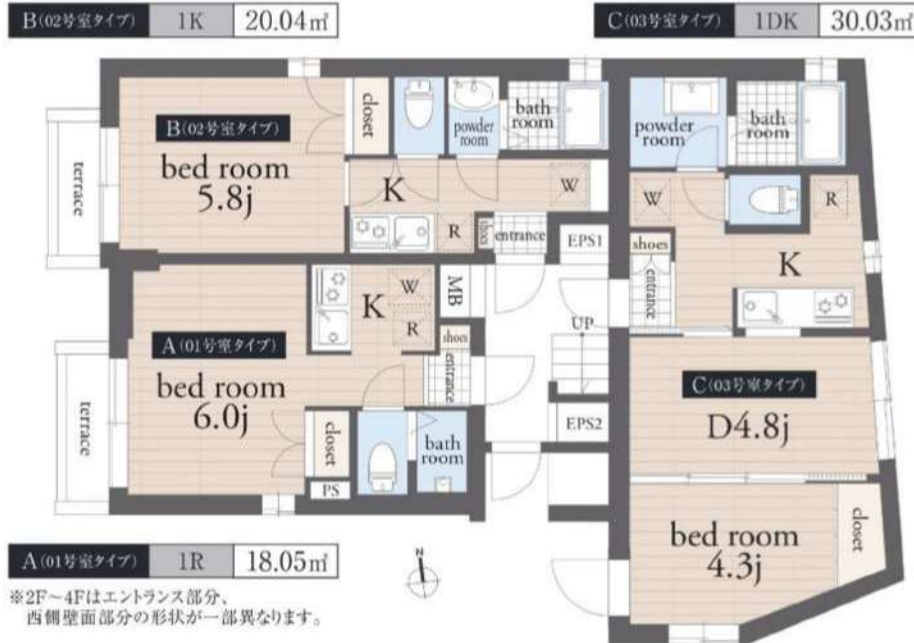 B(02号室タイプ) 1K 20.04㎡
C(03号室タイプ) 1DK 30.03㎡
B(02号室タイプ)
bed room
5.8j
terrace
closet
powder
room
bath
room
K
W
R
shoes
entrance
EPS1
A(01号室タイプ)
bed room
6.0j
terrace
K
W
R
MB
shoes
entrance
UP
EPS2
closet
PS
bath
room
powder
room
bath
room
W
R
shoes
entrance
K
C(03号室タイプ)
D4.8j
bed room
4.3j
closet
A(01号室タイプ) 1R 18.05㎡
N
※2F～4Fはエントランス部分、
西側壁面部分の形状が一部異なります。